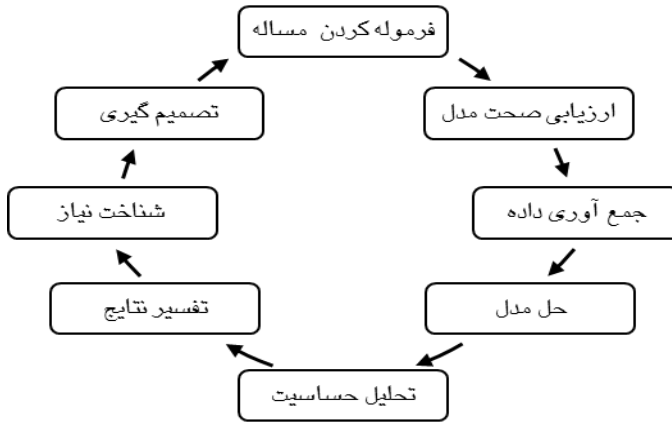 فرموله کردن مساله
ارزیابی صحت مدل
جمع آوری داده
حل مدل
تحلیل حساسیت
تفسیر نتایج
شناخت نیاز
تصمیم گیری